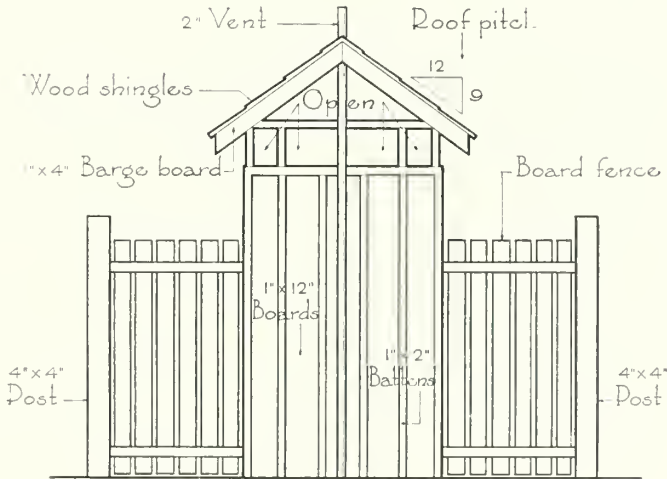 2" Vent
Roof pitch
12
9
Wood shingles
Open
1"x4" Barge board
Board fence
1"x12"
Boards
1"x2"
Battens
4"x4"
Post
4"x4"
Post